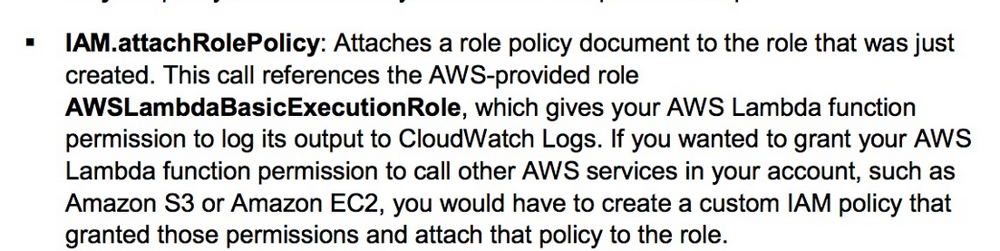 ▪ IAM.attachRolePolicy: Attaches a role policy document to the role that was just
created. This call references the AWS-provided role
AWSLambdaBasicExecutionRole, which gives your AWS Lambda function
permission to log its output to CloudWatch Logs. If you wanted to grant your AWS
Lambda function permission to call other AWS services in your account, such as
Amazon S3 or Amazon EC2, you would have to create a custom IAM policy that
granted those permissions and attach that policy to the role.